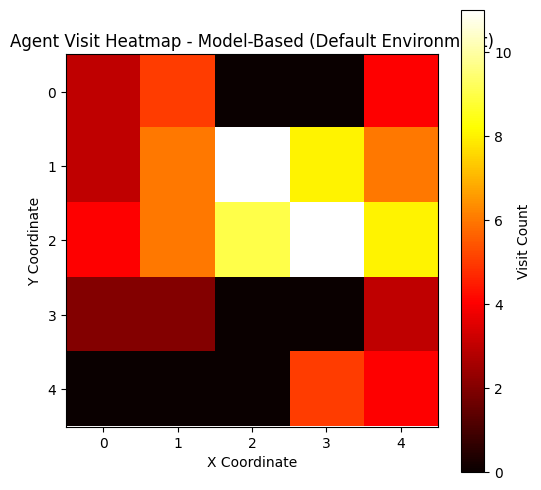 Agent Visit Heatmap - Model-Based (Default Environm t)
10
0
1
8
2
6
3
4
4
2
0
0 1 2 3 4
X Coordinate
Y Coordinate
Visit Count